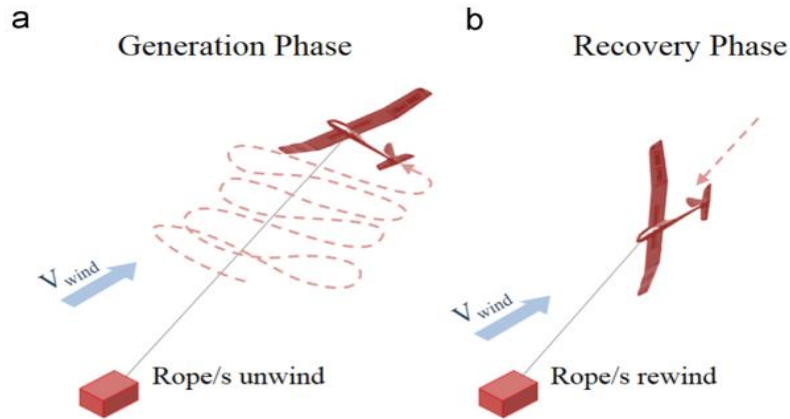 a
Generation Phase
V wind
Rope/s unwind
b
Recovery Phase
V wind
Rope/s rewind